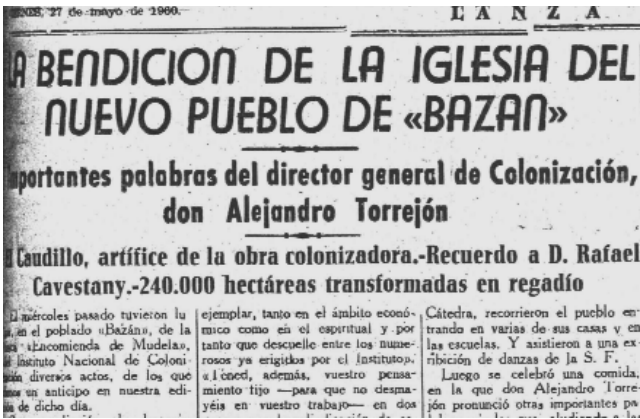 27 de mayo de 1960.
LANZA
LA BENDICION DE LA IGLESIA DEL
NUEVO PUEBLO DE «BAZAN»
Importantes palabras del director general de Colonización,
don Alejandro Torrejón
El Caudillo, artífice de la obra colonizadora.-Recuerdo a D. Rafael
Cavestany.-240.000 hectáreas transformadas en regadío
El miércoles pasado tuvieron lu
en el poblado «Bazán», de la
«Encomienda de Mudela»,
Instituto Nacional de Coloni
diversos actos, de los que
un anticipo en nuestra edi
de dicho día.
ejemplar, tanto en el ámbito econó-
mico como en el espiritual y por
tanto que descuelle entre los nume-
rosos ya erigidos por el Instituto».
«Tened, además, vuestro pensa-
miento fijo —para que no desma-
yéis en vuestro trabajo— en dos
Cátedra, recorrieron el pueblo en-
trando en varias de sus casas y en
las escuelas. Y asistieron a una ex-
hibición de danzas de la S. F.
Luego se celebró una comida,
en la que don Alejandro Torre-
jón pronunció otras importantes pa